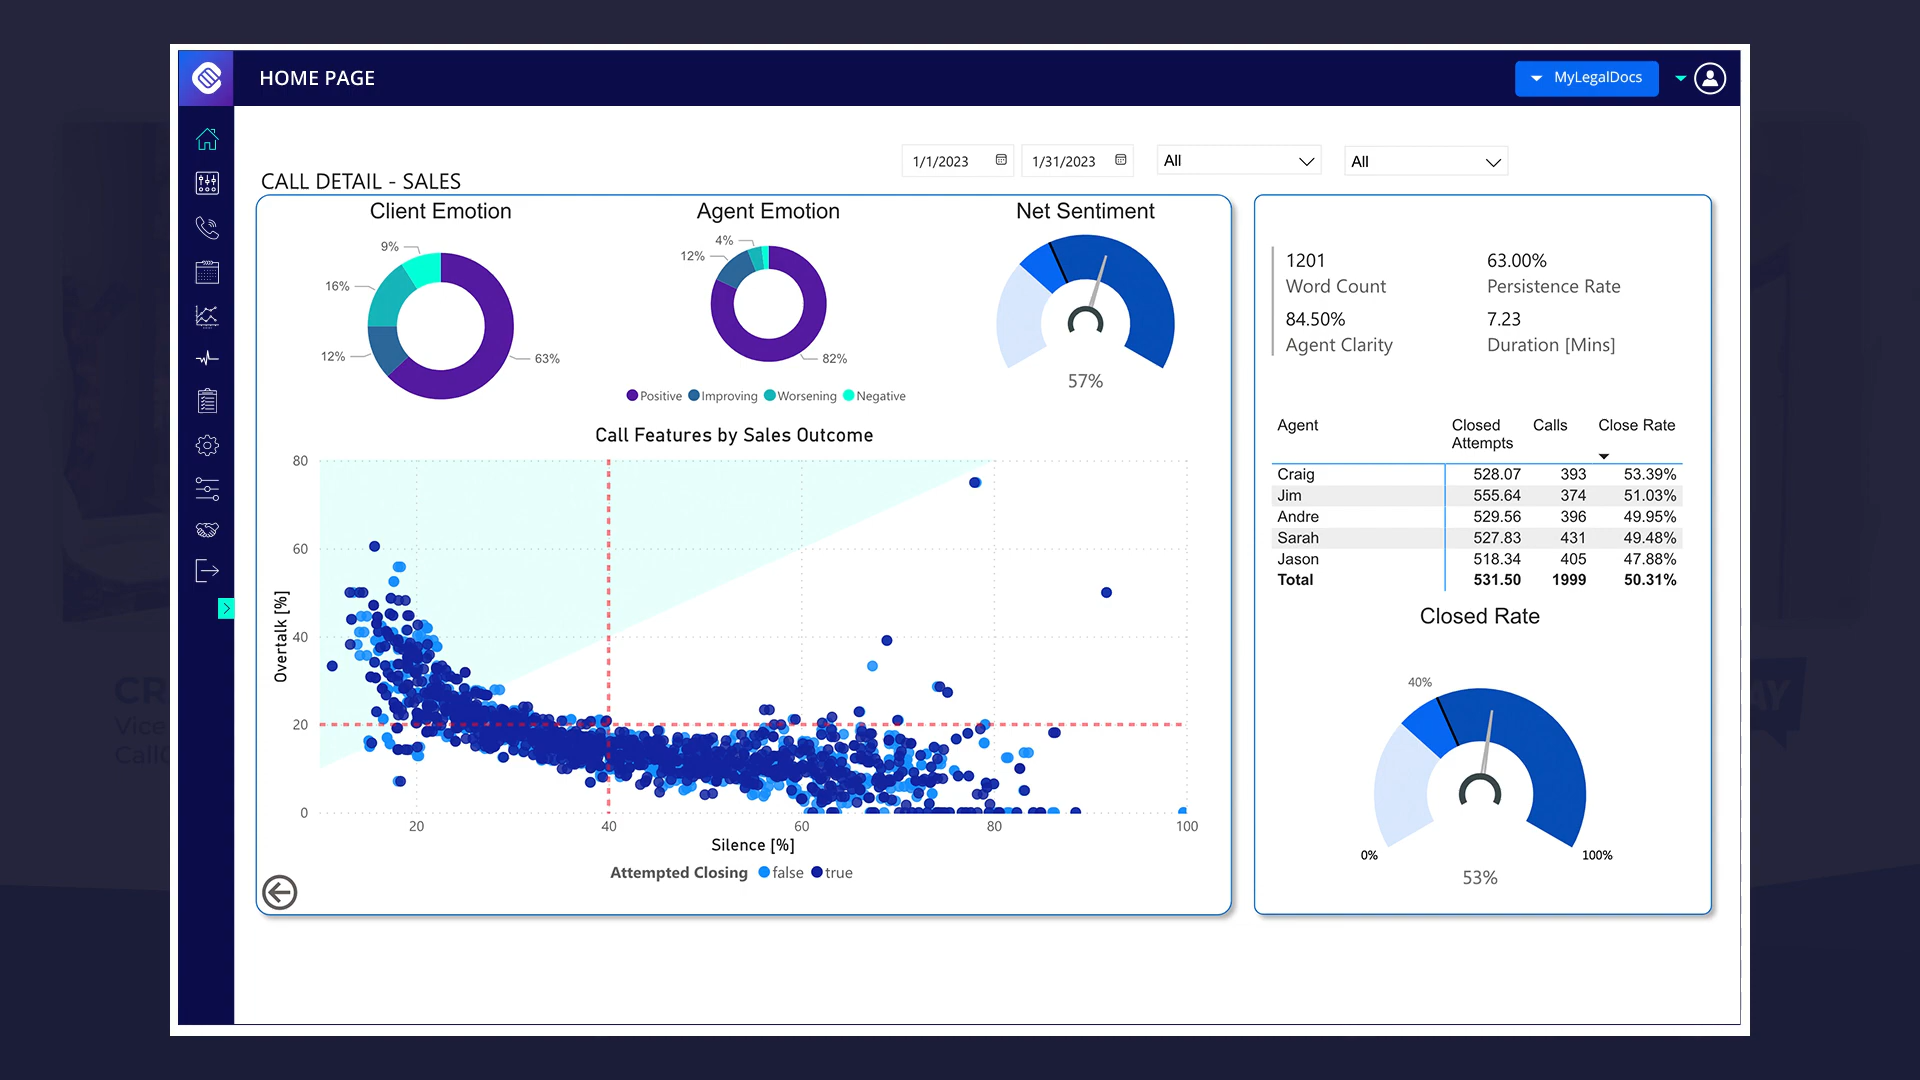 HOME PAGE
MyLegalDocs
1/1/2023
1/31/2023
All
All
CALL DETAIL - SALES
Client Emotion
9%
16%
12%
63%
Agent Emotion
4%
12%
82%
Positive Improving Worsening Negative
Net Sentiment
57%
1201
Word Count
63.00%
Persistence Rate
84.50%
Agent Clarity
7.23
Duration [Mins]
Call Features by Sales Outcome
80
60
40
20
0
Overtalk [%]
20 40 60 80 100
Silence [%]
Attempted Closing false true
Agent Closed Attempts Calls Close Rate
Craig 528.07 393 53.39%
Jim 555.64 374 51.03%
Andre 529.56 396 49.95%
Sarah 527.83 431 49.48%
Jason 518.34 405 47.88%
Total 531.50 1999 50.31%
Closed Rate
40%
0% 100%
53%
CR
Vice
Call
AY